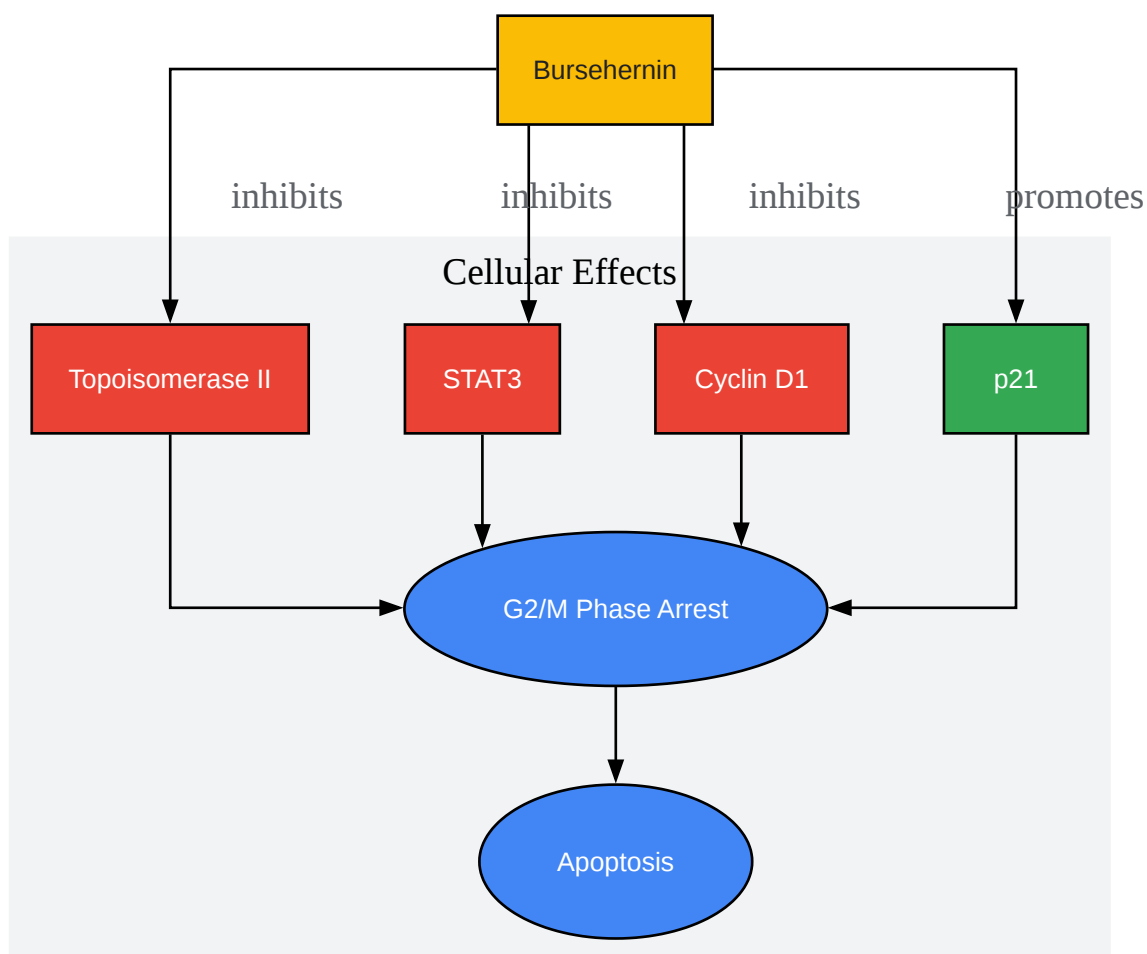 Bursehernin
inhibits
inhibits
inhibits
promotes
Cellular Effects
Topoisomerase II
STAT3
Cyclin D1
p21
G2/M Phase Arrest
Apoptosis